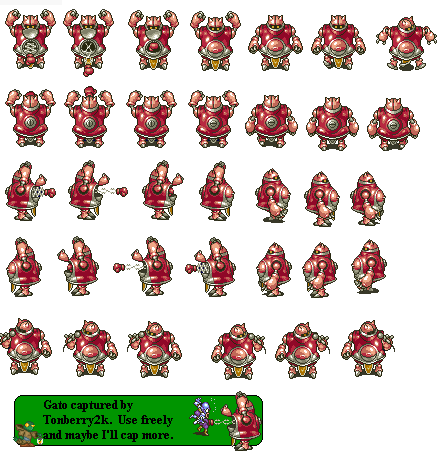 Gato captured by
Tonberry2k. Use freely
and maybe I'll cap more.